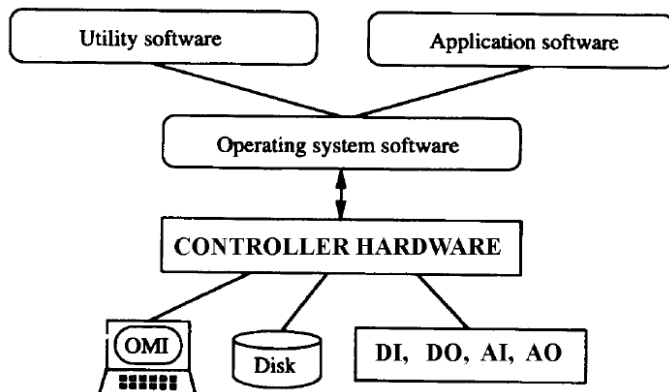 Utility software
Application software
Operating system software
CONTROLLER HARDWARE
OMI
Disk
DI, DO, AI, AO